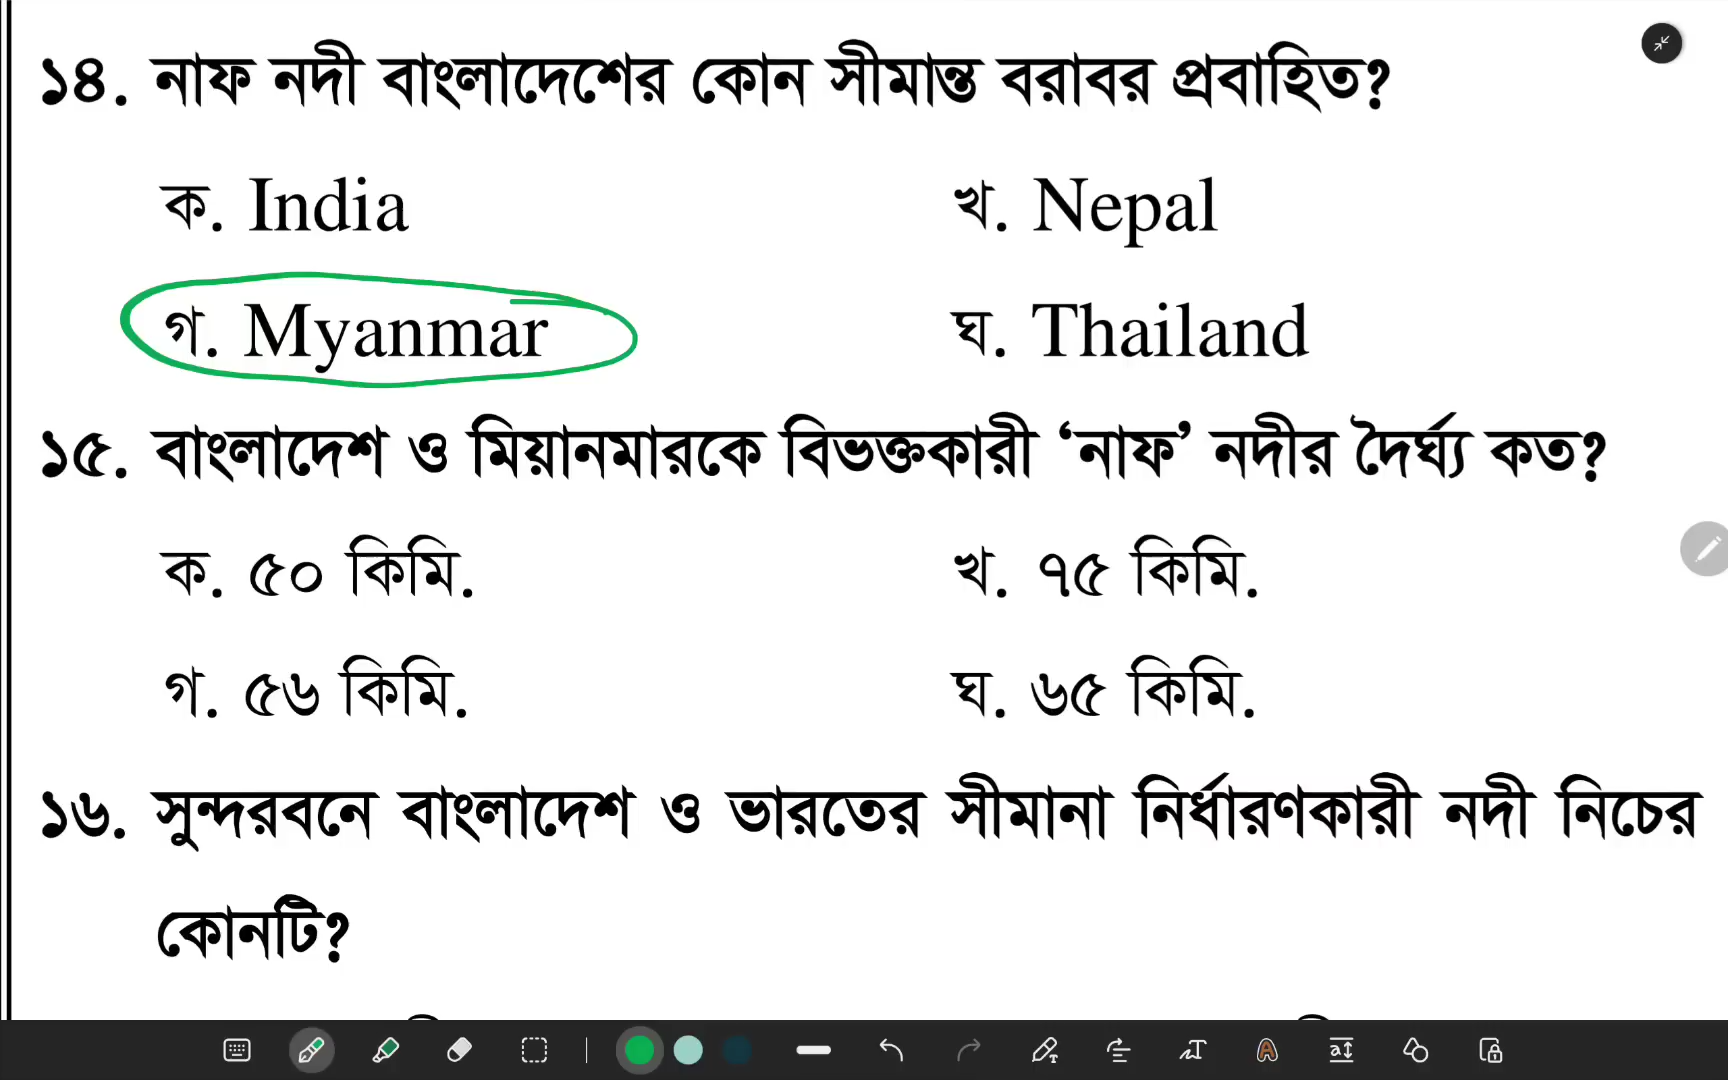 ১৪. নাফ নদী বাংলাদেশের কোন সীমান্ত বরাবর প্রবাহিত?
ক. India খ. Nepal
গ. Myanmar ঘ. Thailand
১৫. বাংলাদেশ ও মিয়ানমারকে বিভক্তকারী ‘নাফ’ নদীর দৈর্ঘ্য কত?
ক. ৫০ কিমি. খ. ৭৫ কিমি.
গ. ৫৬ কিমি. ঘ. ৬৫ কিমি.
১৬. সুন্দরবনে বাংলাদেশ ও ভারতের সীমানা নির্ধারণকারী নদী নিচের
কোনটি?